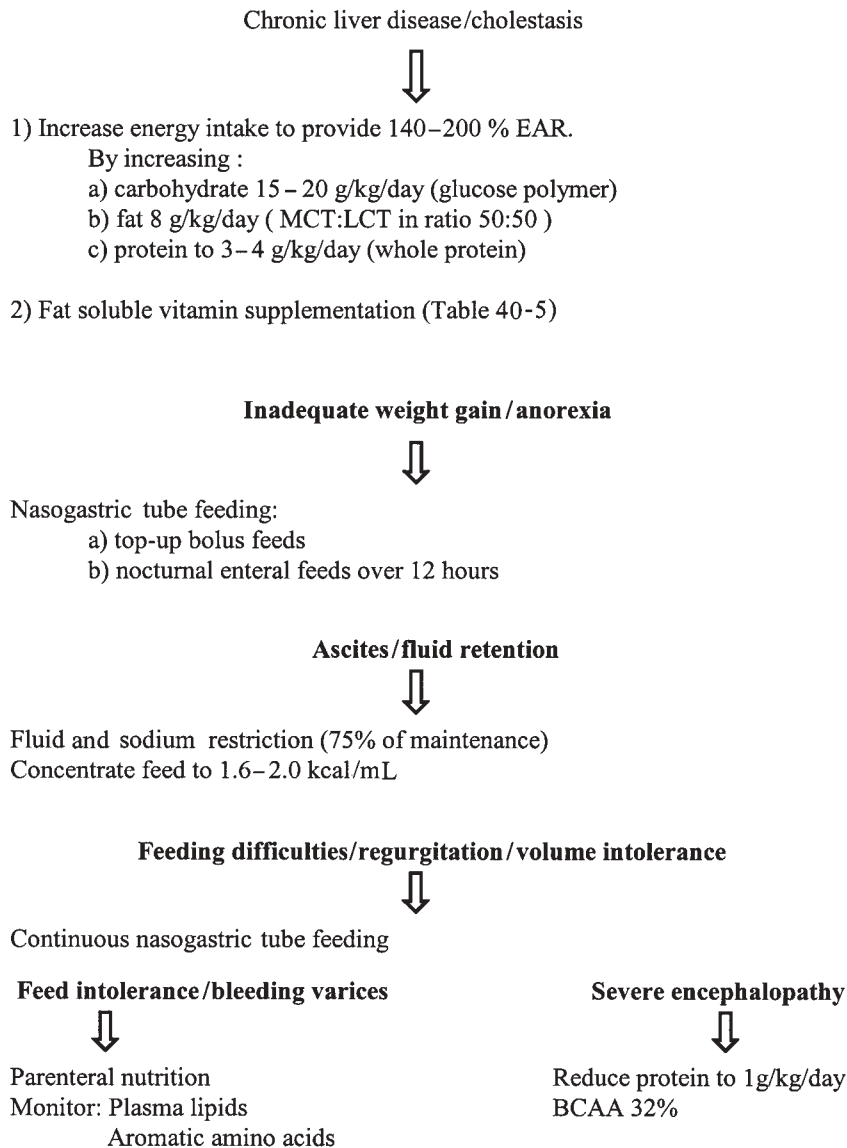 Chronic liver disease/cholestasis
1) Increase energy intake to provide 140–200 % EAR.
By increasing :
a) carbohydrate 15 – 20 g/kg/day (glucose polymer)
b) fat 8 g/kg/day ( MCT:LCT in ratio 50:50 )
c) protein to 3– 4 g/kg/day (whole protein)
2) Fat soluble vitamin supplementation (Table 40-5)
Inadequate weight gain/anorexia
Nasogastric tube feeding:
a) top-up bolus feeds
b) nocturnal enteral feeds over 12 hours
Ascites/fluid retention
Fluid and sodium restriction (75% of maintenance)
Concentrate feed to 1.6–2.0 kcal/mL
Feeding difficulties/regurgitation/volume intolerance
Continuous nasogastric tube feeding
Feed intolerance/bleeding varices
Parenteral nutrition
Monitor: Plasma lipids
Aromatic amino acids
Severe encephalopathy
Reduce protein to 1g/kg/day
BCAA 32%